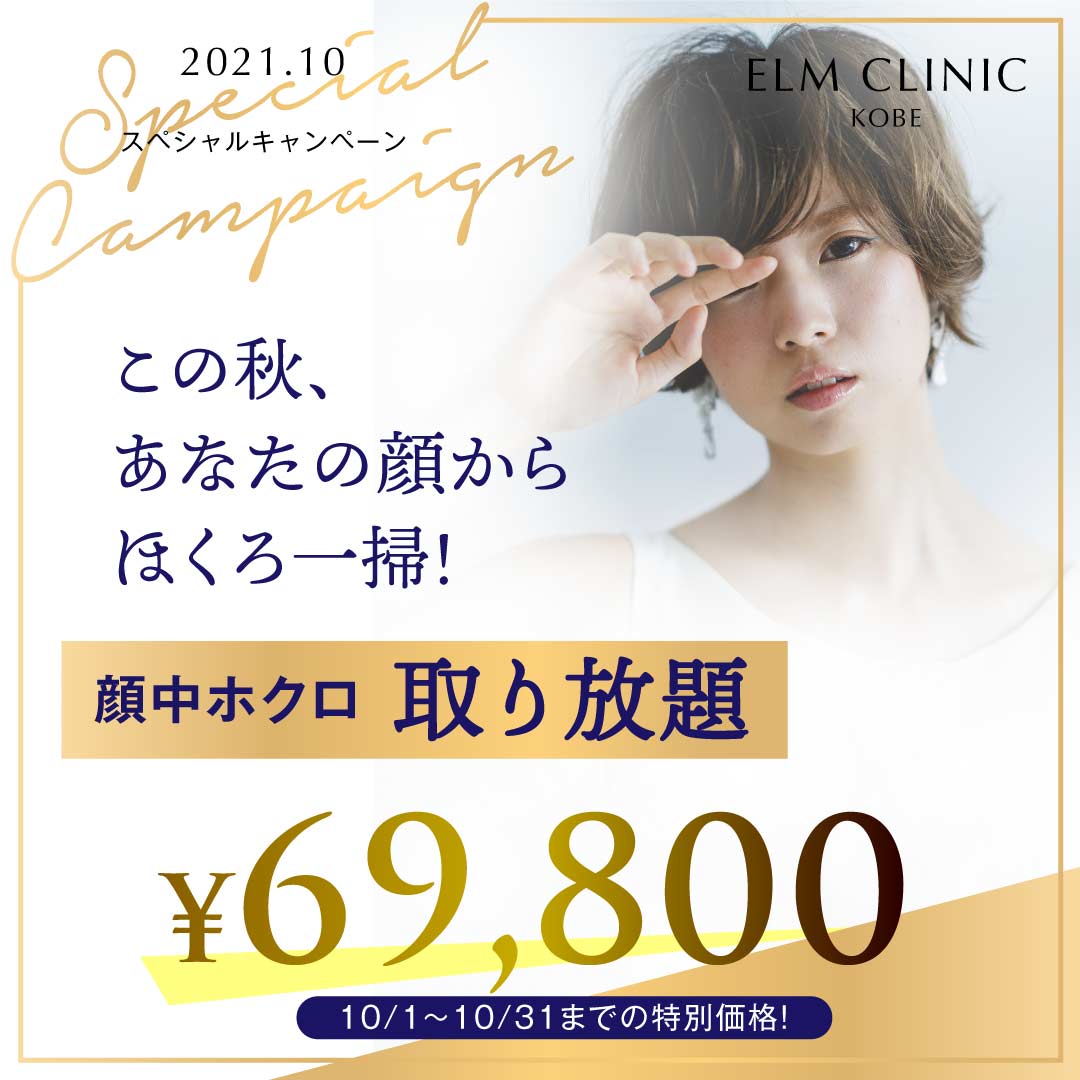 2021.10
Special
スペシャルキャンペーン
Campaign
ELM CLINIC
KOBE
この秋、
あなたの顔から
ほくろ一掃!
顔中ホクロ 取り放題
¥69,800
10/1〜10/31までの特別価格!